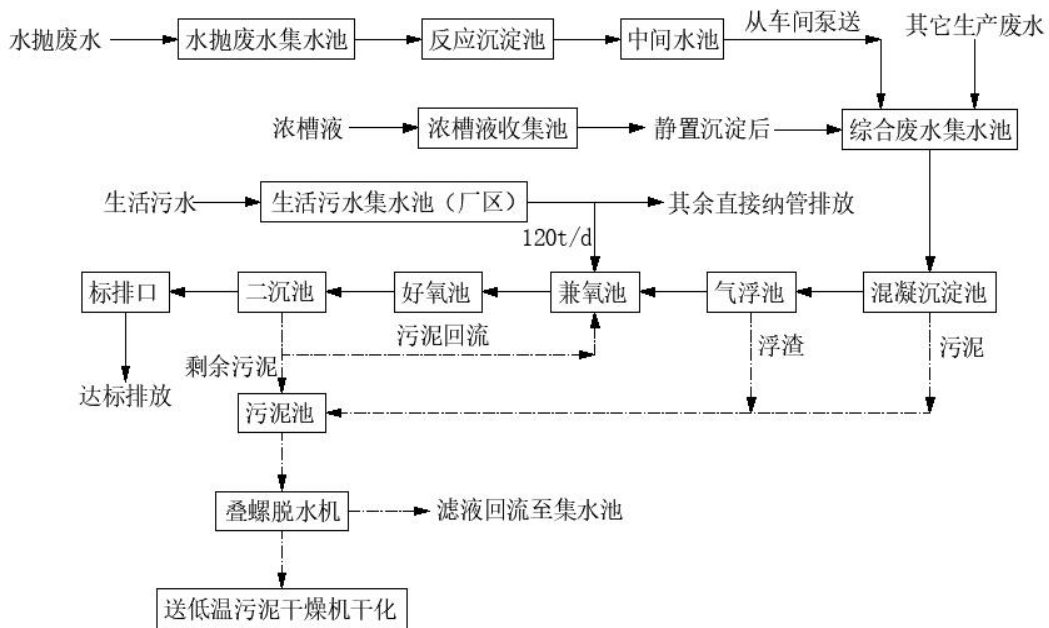 水抛废水
水抛废水集水池
反应沉淀池
中间水池
从车间泵送
其它生产废水
浓槽液
浓槽液收集池
静置沉淀后
综合废水集水池
生活污水
生活污水集水池（厂区）
其余直接纳管排放
120t/d
标排口
二沉池
好氧池
兼氧池
气浮池
混凝沉淀池
污泥回流
剩余污泥
浮渣
污泥
达标排放
污泥池
叠螺脱水机
滤液回流至集水池
送低温污泥干燥机干化